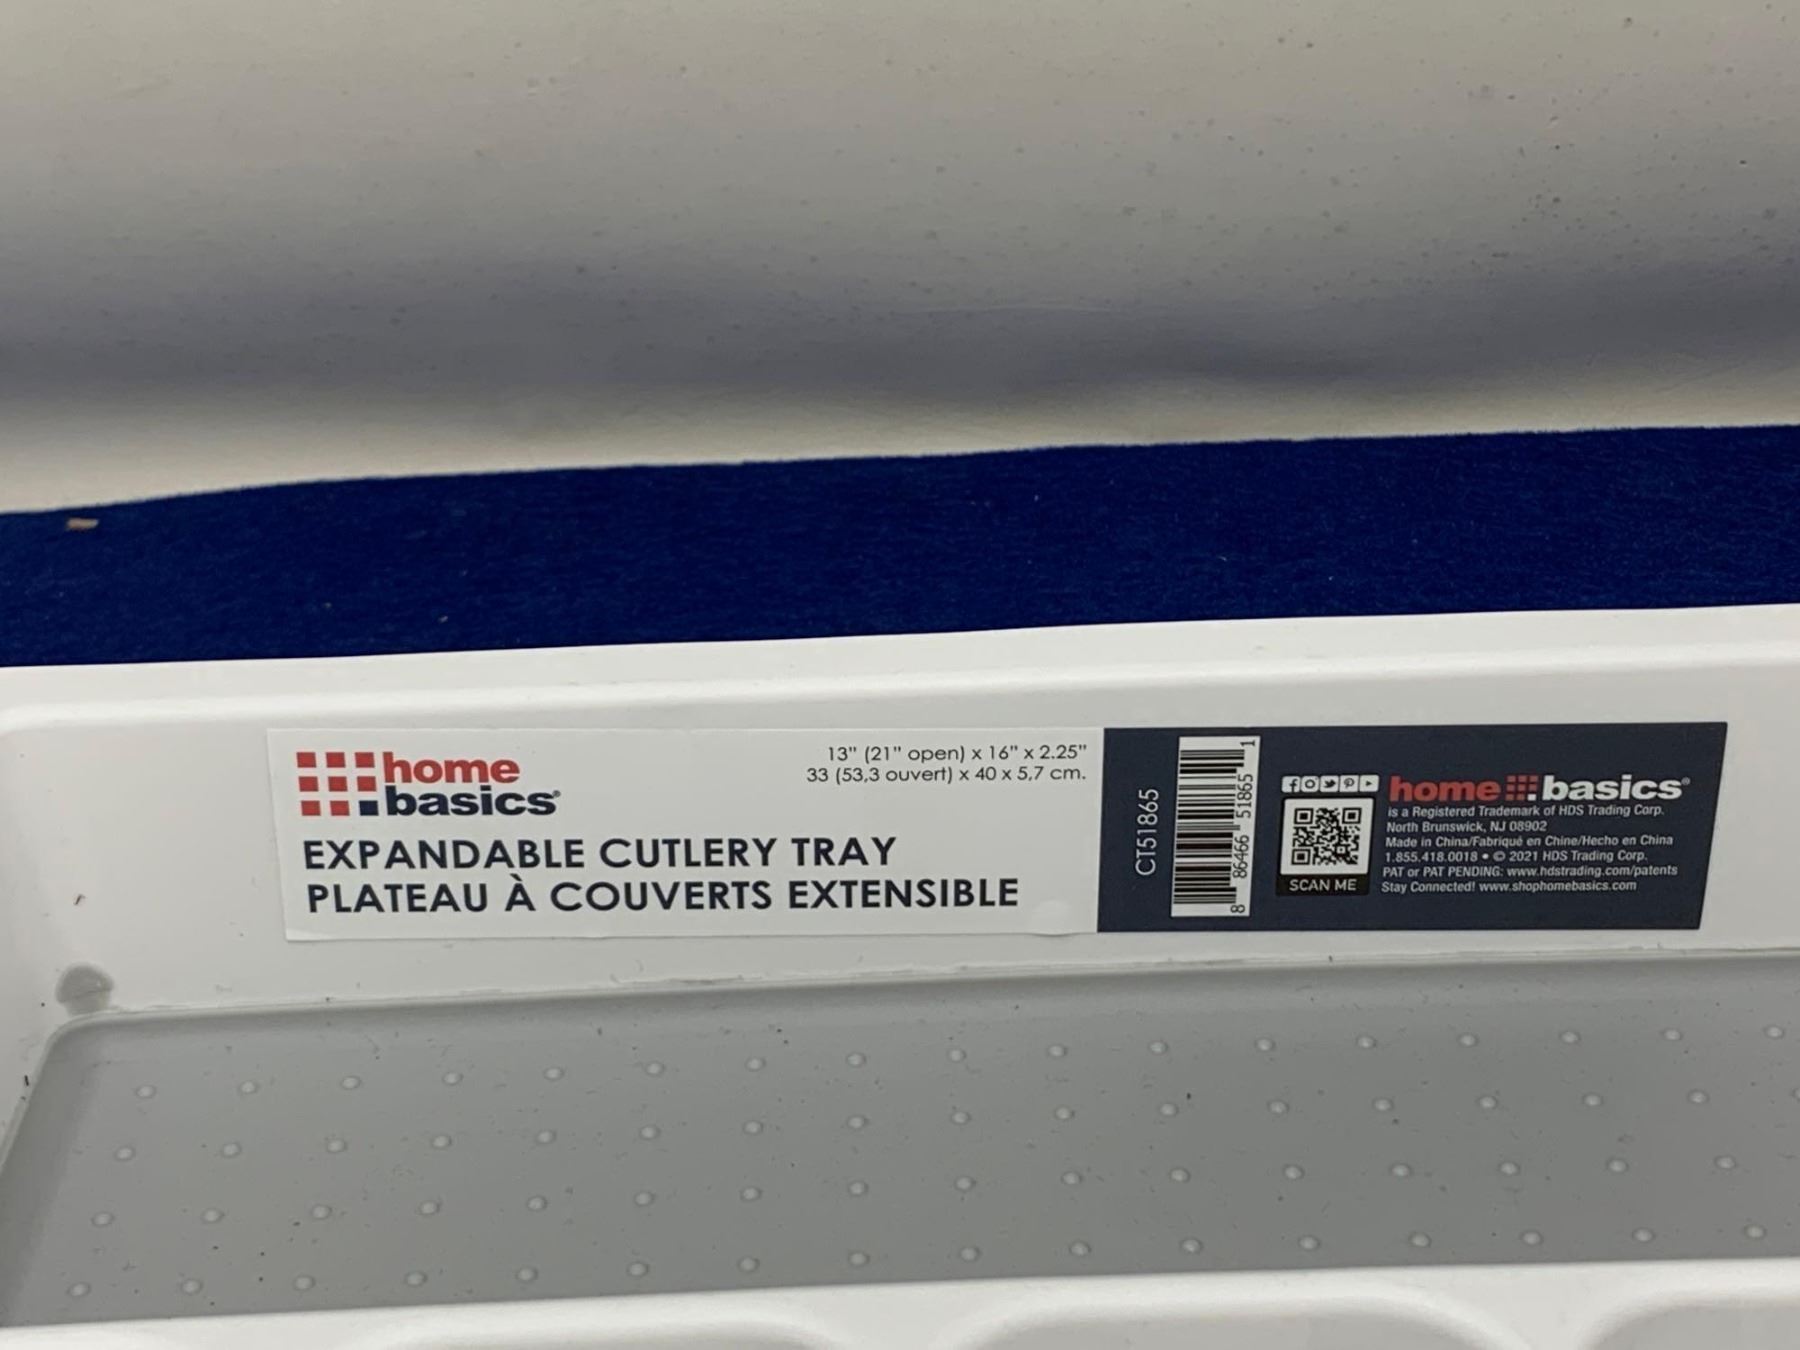 home
basics®
13" (21" open) x 16" x 2.25"
33 (53,3 ouvert) x 40 x 5,7 cm.
EXPANDABLE CUTLERY TRAY
PLATEAU À COUVERTS EXTENSIBLE
CT51865
8 86466 51865 1
SCAN ME
home basics®
is a Registered Trademark of HDS Trading Corp.
North Brunswick, NJ 08902
Made in China/Fabriqué en Chine/Hecho en China
1.855.418.0018 • © 2021 HDS Trading Corp.
PAT or PAT PENDING: www.hdstrading.com/patents
Stay Connected! www.shophomebasics.com